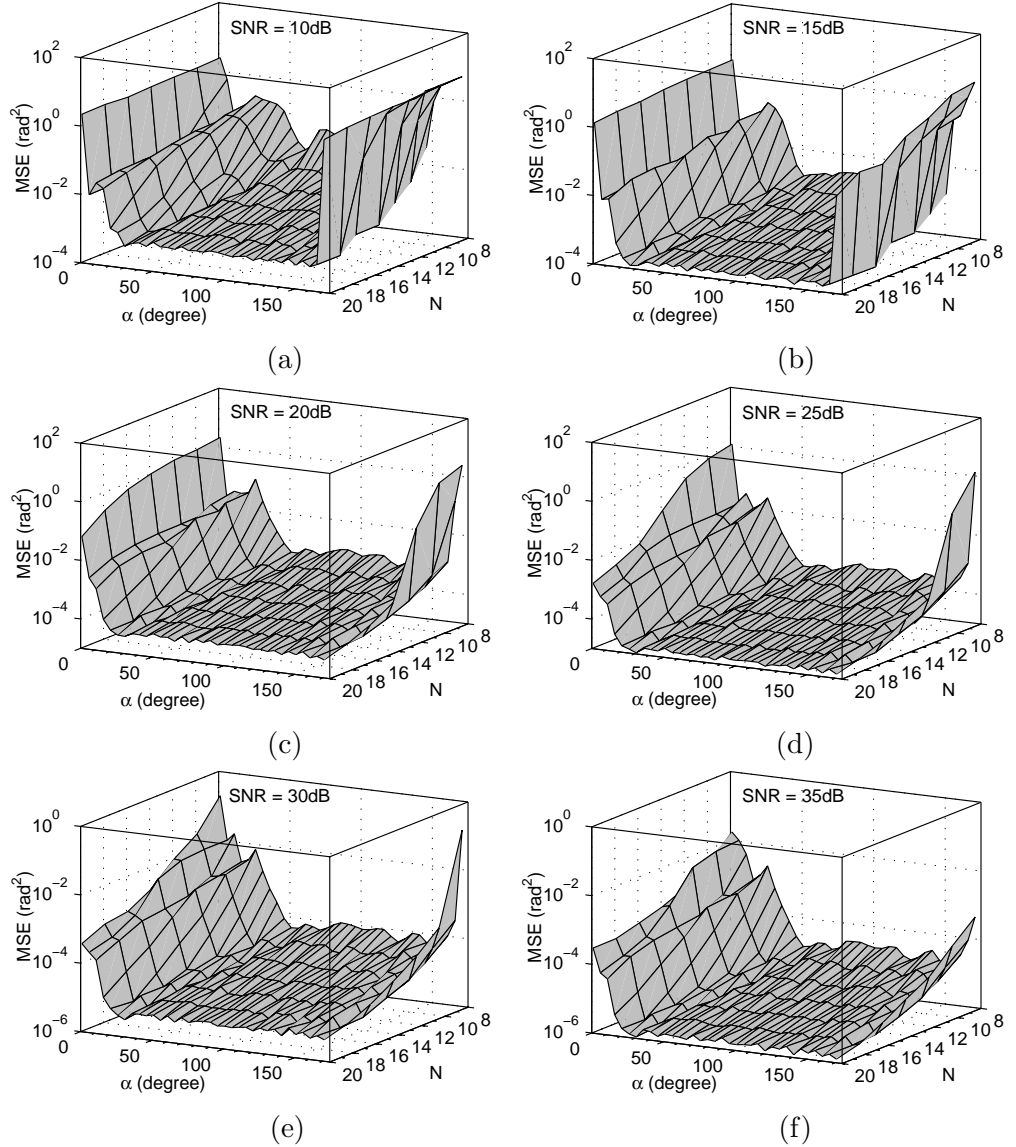 SNR = 10dB
10^2
10^0
10^−2
10^−4
MSE (rad^2)
0
50
100
150
α (degree)
20 18 16 14 12 10 8
N
(a)
SNR = 15dB
10^2
10^0
10^−2
10^−4
MSE (rad^2)
0
50
100
150
α (degree)
20 18 16 14 12 10 8
N
(b)
SNR = 20dB
10^2
10^0
10^−2
10^−4
MSE (rad^2)
0
50
100
150
α (degree)
20 18 16 14 12 10 8
N
(c)
SNR = 25dB
10^2
10^0
10^−2
10^−4
MSE (rad^2)
0
50
100
150
α (degree)
20 18 16 14 12 10 8
N
(d)
SNR = 30dB
10^0
10^−2
10^−4
10^−6
MSE (rad^2)
0
50
100
150
α (degree)
20 18 16 14 12 10 8
N
(e)
SNR = 35dB
10^0
10^−2
10^−4
10^−6
MSE (rad^2)
0
50
100
150
α (degree)
20 18 16 14 12 10 8
N
(f)